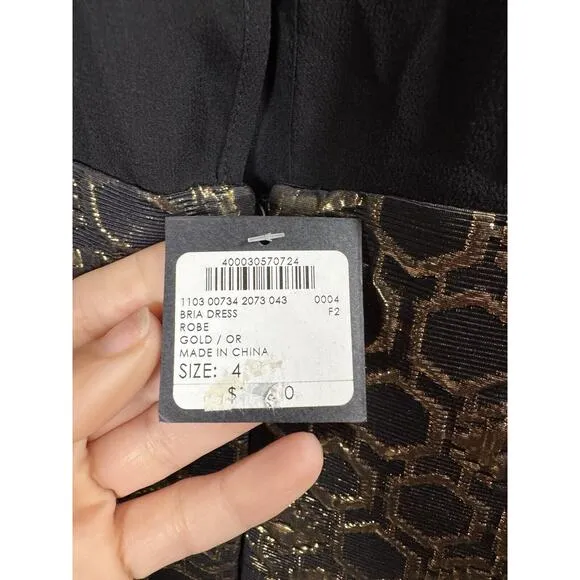 400030570724
1103 00734 2073 043 0004
BRIA DRESS F2
ROBE
GOLD / OR
MADE IN CHINA
SIZE: 4